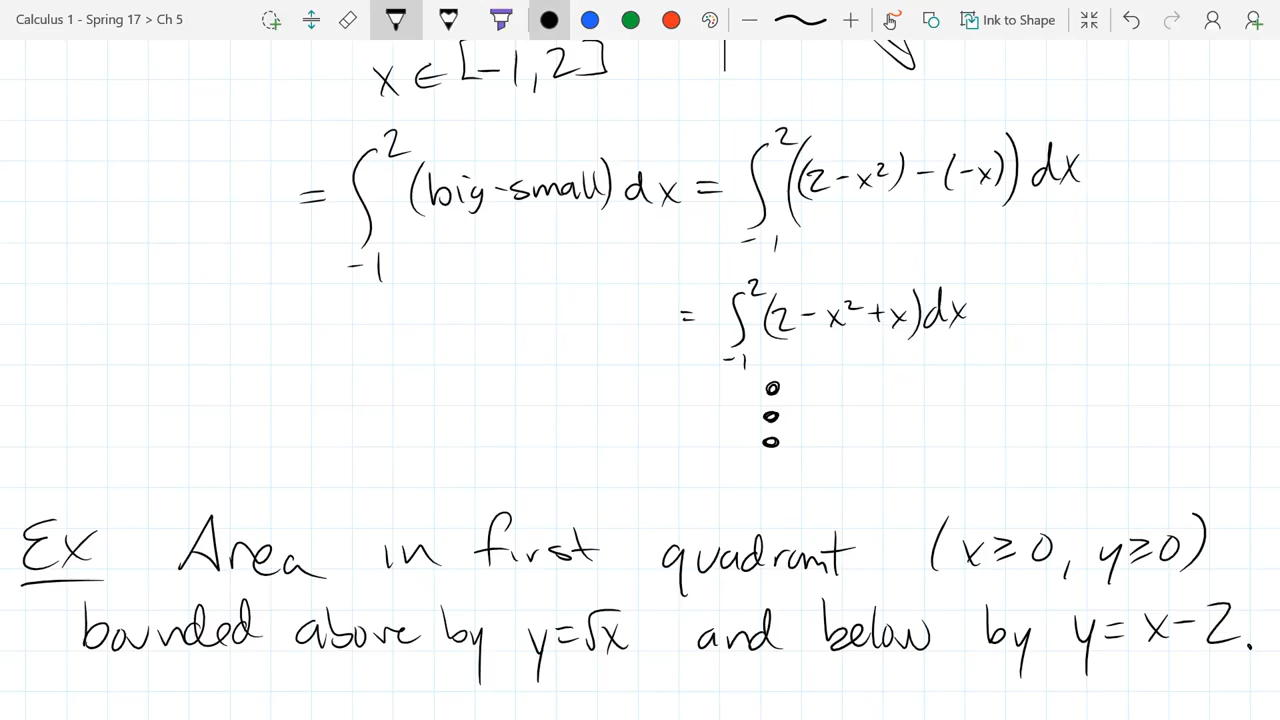 Calculus 1 - Spring 17 > Ch 5
Ink to Shape
x ∈ [-1, 2]
= ∫_{-1}^{2} (big-small) dx = ∫_{-1}^{2} ((2-x²) - (-x)) dx
= ∫_{-1}^{2} (2-x²+x) dx
Ex Area in first quadrant (x≥0, y≥0)
bounded above by y=√x and below by y= x-2.